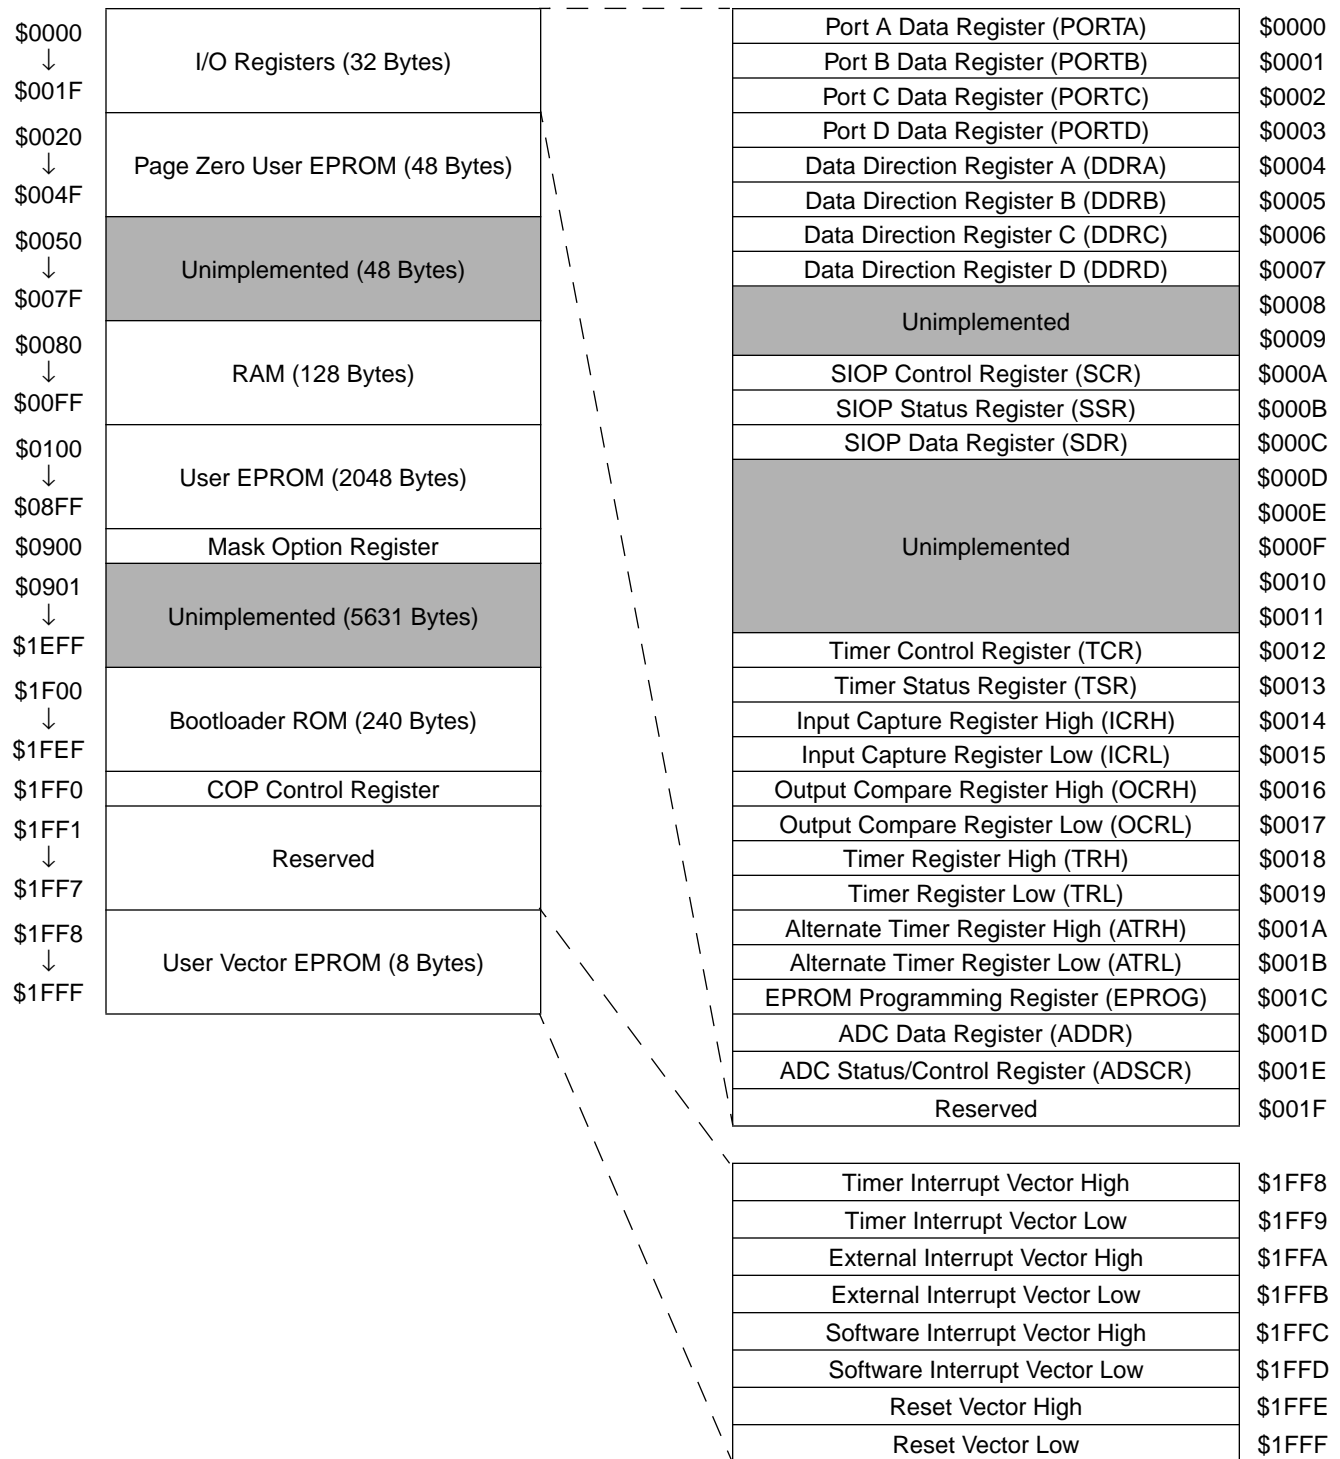 $0000
↓
$001F
I/O Registers (32 Bytes)
$0020
↓
$004F
Page Zero User EPROM (48 Bytes)
$0050
↓
$007F
Unimplemented (48 Bytes)
$0080
↓
$00FF
RAM (128 Bytes)
$0100
↓
$08FF
User EPROM (2048 Bytes)
$0900 Mask Option Register
$0901
↓
$1EFF
Unimplemented (5631 Bytes)
$1F00
↓
$1FEF
Bootloader ROM (240 Bytes)
$1FF0 COP Control Register
$1FF1
↓
$1FF7
Reserved
$1FF8
↓
$1FFF
User Vector EPROM (8 Bytes)
Port A Data Register (PORTA) $0000
Port B Data Register (PORTB) $0001
Port C Data Register (PORTC) $0002
Port D Data Register (PORTD) $0003
Data Direction Register A (DDRA) $0004
Data Direction Register B (DDRB) $0005
Data Direction Register C (DDRC) $0006
Data Direction Register D (DDRD) $0007
Unimplemented
$0008
$0009
SIOP Control Register (SCR) $000A
SIOP Status Register (SSR) $000B
SIOP Data Register (SDR) $000C
Unimplemented
$000D
$000E
$000F
$0010
$0011
Timer Control Register (TCR) $0012
Timer Status Register (TSR) $0013
Input Capture Register High (ICRH) $0014
Input Capture Register Low (ICRL) $0015
Output Compare Register High (OCRH) $0016
Output Compare Register Low (OCRL) $0017
Timer Register High (TRH) $0018
Timer Register Low (TRL) $0019
Alternate Timer Register High (ATRH) $001A
Alternate Timer Register Low (ATRL) $001B
EPROM Programming Register (EPROG) $001C
ADC Data Register (ADDR) $001D
ADC Status/Control Register (ADSCR) $001E
Reserved $001F
Timer Interrupt Vector High $1FF8
Timer Interrupt Vector Low $1FF9
External Interrupt Vector High $1FFA
External Interrupt Vector Low $1FFB
Software Interrupt Vector High $1FFC
Software Interrupt Vector Low $1FFD
Reset Vector High $1FFE
Reset Vector Low $1FFF